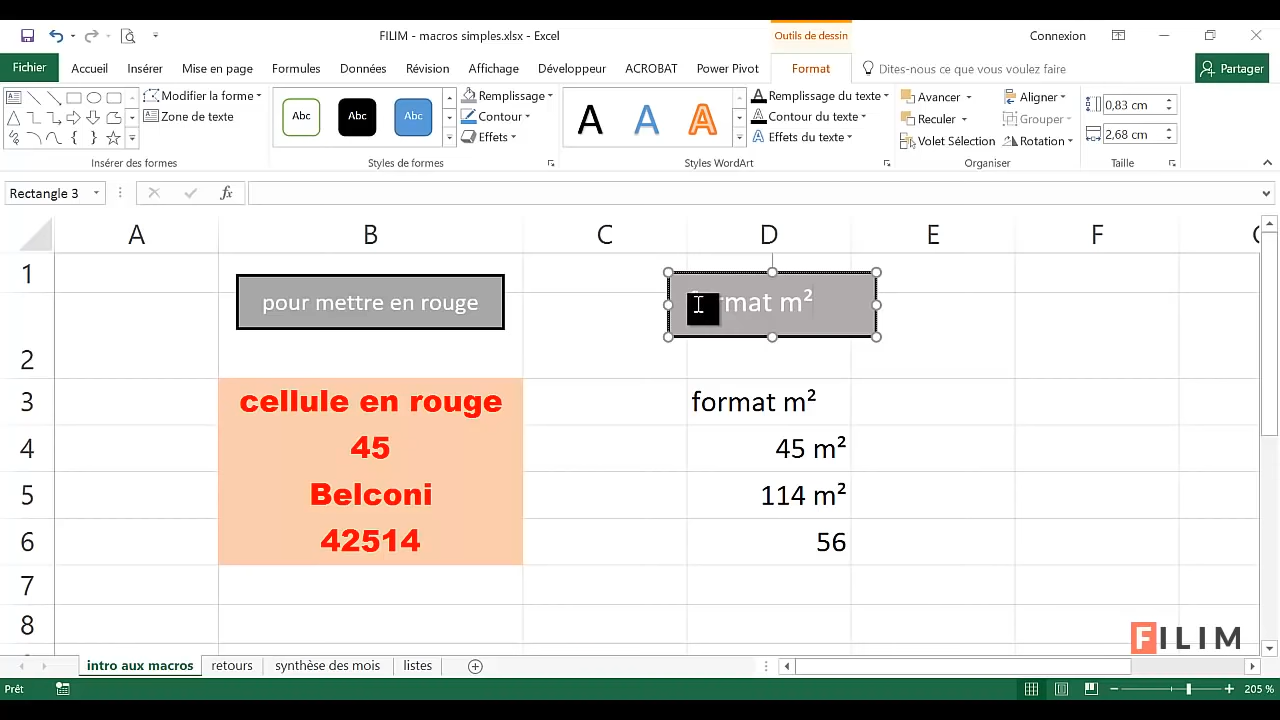 FILIM - macros simples.xlsx - Excel
Outils de dessin
Connexion
Fichier
Accueil
Insérer
Mise en page
Formules
Données
Révision
Affichage
Développeur
ACROBAT
Power Pivot
Format
Dites-nous ce que vous voulez faire
Partager
Modifier la forme
Zone de texte
Insérer des formes
Abc
Abc
Abc
Remplissage
Contour
Effets
Styles de formes
A
A
A
Remplissage du texte
Contour du texte
Effets du texte
Styles WordArt
Avancer
Reculer
Volet Sélection
Aligner
Grouper
Rotation
Organiser
0,83 cm
2,68 cm
Taille
Rectangle 3
fx
A
B
C
D
E
F
1
pour mettre en rouge
format m²
2
3
cellule en rouge
format m²
4
45
45 m²
5
Belconi
114 m²
6
42514
56
7
8
FILIM
intro aux macros
retours
synthèse des mois
listes
Prêt
205 %